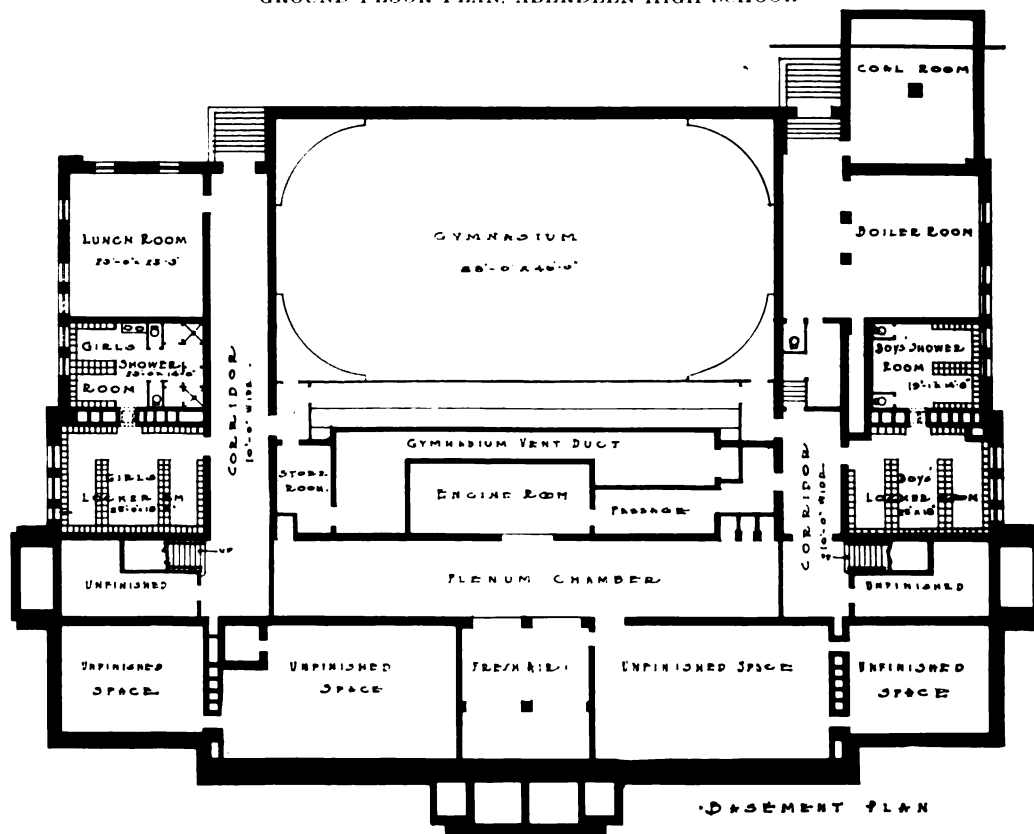 GROUND FLOOR PLAN, ABERDEEN HIGH SCHOOL
COAL ROOM
LUNCH ROOM
GYMNASIUM
BOILER ROOM
GIRLS
SHOWER
ROOM
BOYS' SHOWER
ROOM
CORRIDOR
10'-0" WIDE
GYMNASIUM VENT DUCT
STORE
ROOM
ENGINE ROOM
PASSAGE
CORRIDOR
10'-0" WIDE
GIRLS
LOCKER RM
BOYS'
LOCKER ROOM
UP
UP
UNFINISHED
PLENUM CHAMBER
UNFINISHED
UNFINISHED
SPACE
UNFINISHED
SPACE
FRESH AIR
UNFINISHED SPACE
UNFINISHED
SPACE
BASEMENT PLAN